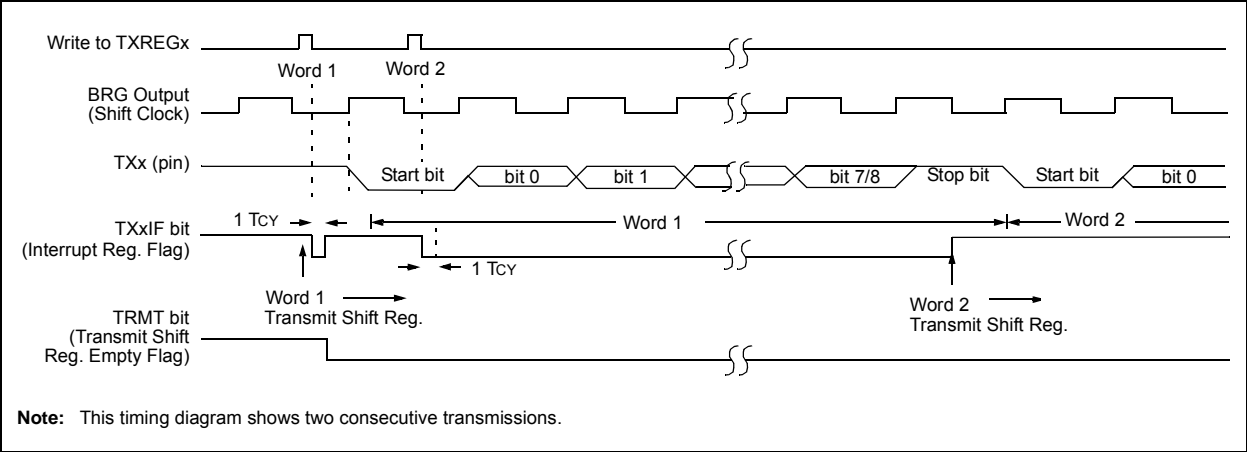 Write to TXREGx
Word 1
Word 2
BRG Output
(Shift Clock)
TXx (pin)
Start bit
bit 0
bit 1
bit 7/8
Stop bit
Start bit
bit 0
1 TCY
TXxIF bit
(Interrupt Reg. Flag)
Word 1
Word 2
1 TCY
Word 1
Transmit Shift Reg.
Word 2
Transmit Shift Reg.
TRMT bit
(Transmit Shift
Reg. Empty Flag)
Note: This timing diagram shows two consecutive transmissions.